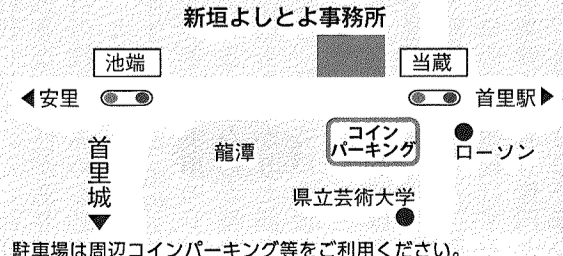 新垣よしとよ事務所
池端
当蔵
◀安里
首里駅▶
コイン
パーキング
首里城
▼
龍潭
ローソン
県立芸術大学
駐車場は周辺コインパーキング等をご利用ください。